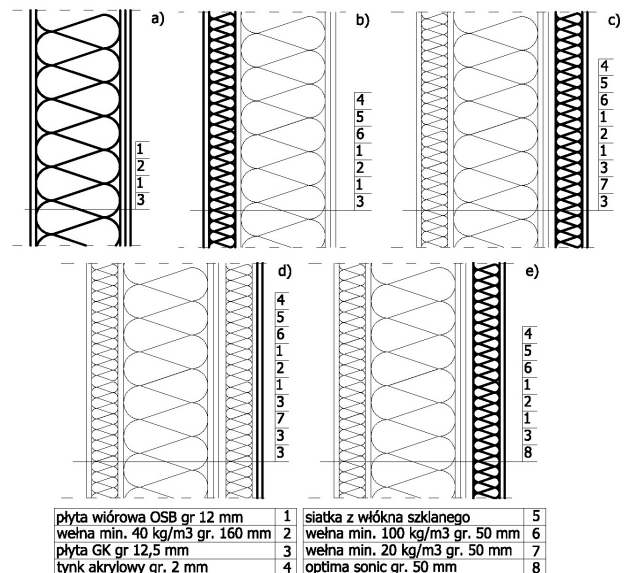 a)
1
2
1
3
b)
4
5
6
1
2
1
3
c)
4
5
6
1
2
1
3
7
3
d)
4
5
6
1
2
1
3
7
3
3
e)
4
5
6
1
2
1
3
8
płyta wiórowa OSB gr 12 mm 1
wełna min. 40 kg/m3 gr. 160 mm 2
płyta GK gr 12,5 mm 3
tynk akrylowy gr. 2 mm 4
siatka z włókna szklanego 5
wełna min. 100 kg/m3 gr. 50 mm 6
wełna min. 20 kg/m3 gr. 50 mm 7
optima sonic gr. 50 mm 8